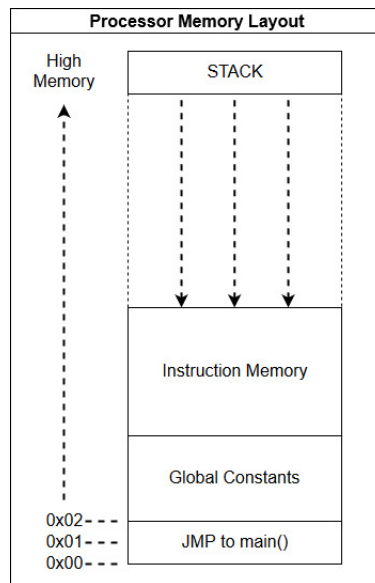 Processor Memory Layout
High
Memory
STACK
Instruction Memory
Global Constants
0x02
0x01
JMP to main()
0x00